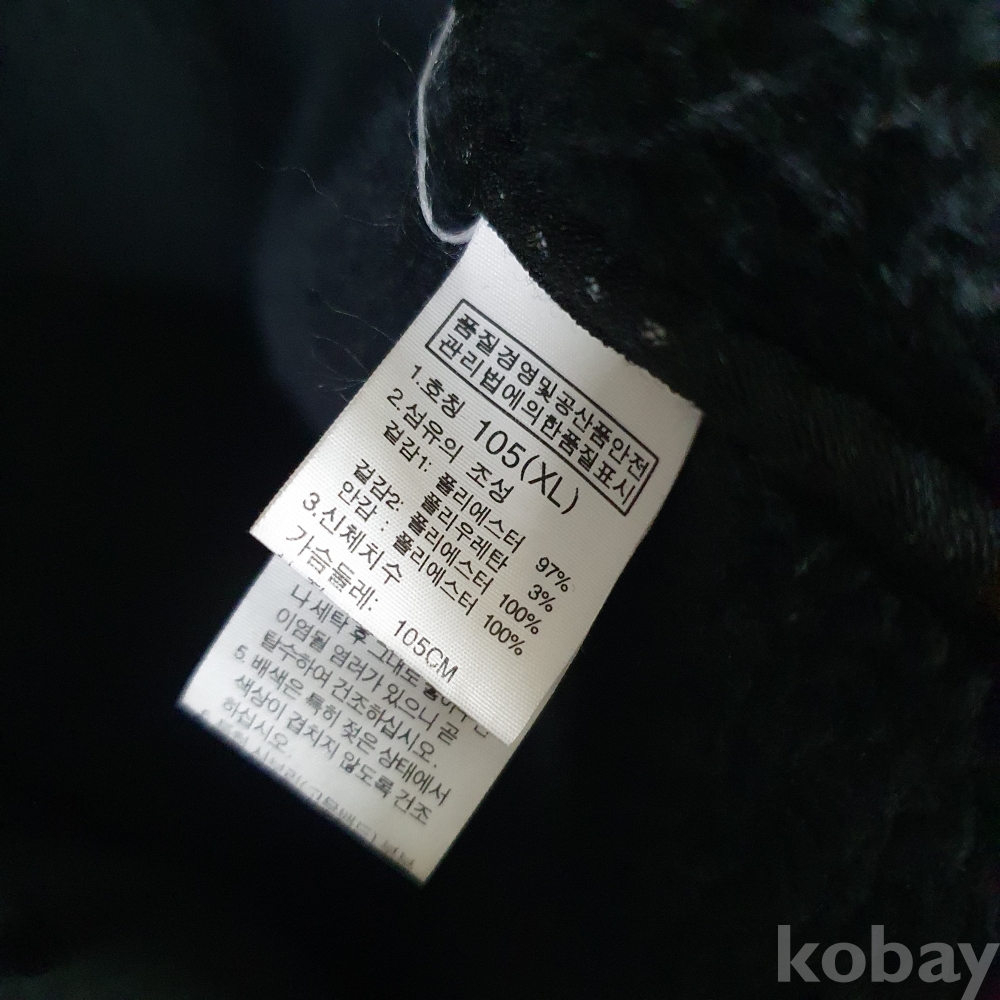 품질경영및공산품안전
관리법에의한품질표시
1.호칭 105(XL)
2.섬유의 조성
겉감1: 폴리에스터 97%
폴리우레탄 3%
겉감2: 폴리에스터 100%
안감 : 폴리에스터 100%
3.신체치수
가슴둘레: 105CM
나 세탁 후 그대로
이염될 염려가 있으니 곧
탈수하여 건조하십시오.
5. 배색은 특히 젖은 상태에서
색상이 겹치지 않도록 건조
하십시오.
kobay